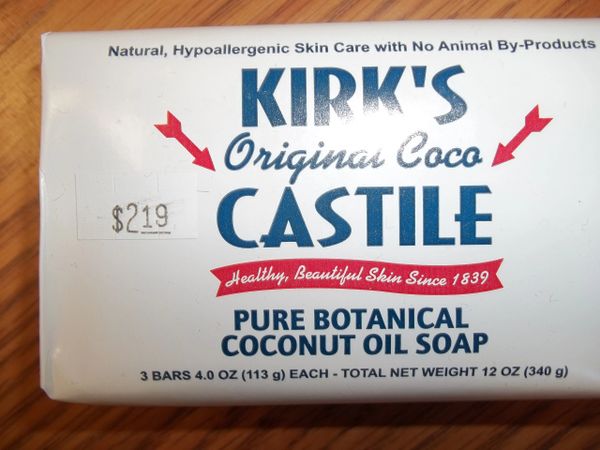 Natural, Hypoallergenic Skin Care with No Animal By-Products
KIRK'S
Original Coco
CASTILE
$219
Healthy, Beautiful Skin Since 1839
PURE BOTANICAL
COCONUT OIL SOAP
3 BARS 4.0 OZ (113 g) EACH - TOTAL NET WEIGHT 12 OZ (340 g)